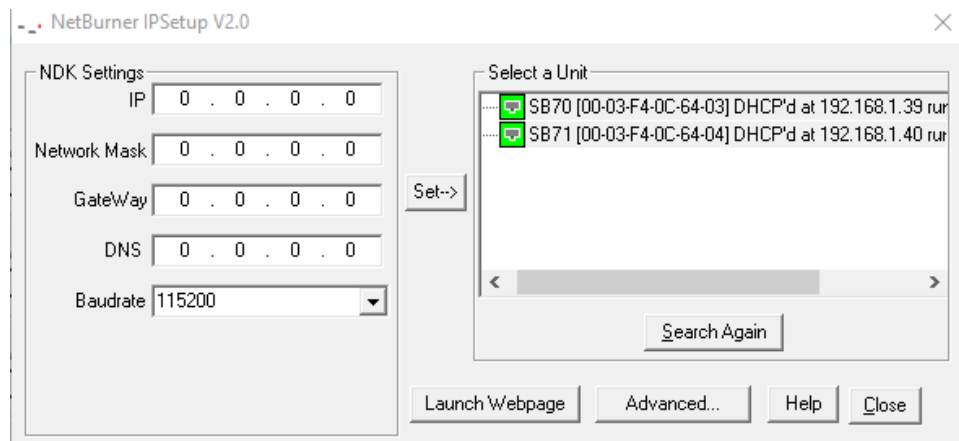 NetBurner IPSetup V2.0
NDK Settings
IP 0 . 0 . 0 . 0
Network Mask 0 . 0 . 0 . 0
GateWay 0 . 0 . 0 . 0
DNS 0 . 0 . 0 . 0
Baudrate 115200
Set-->
Select a Unit
SB70 [00-03-F4-0C-64-03] DHCP'd at 192.168.1.39 rur
SB71 [00-03-F4-0C-64-04] DHCP'd at 192.168.1.40 rur
Search Again
Launch Webpage Advanced... Help Close